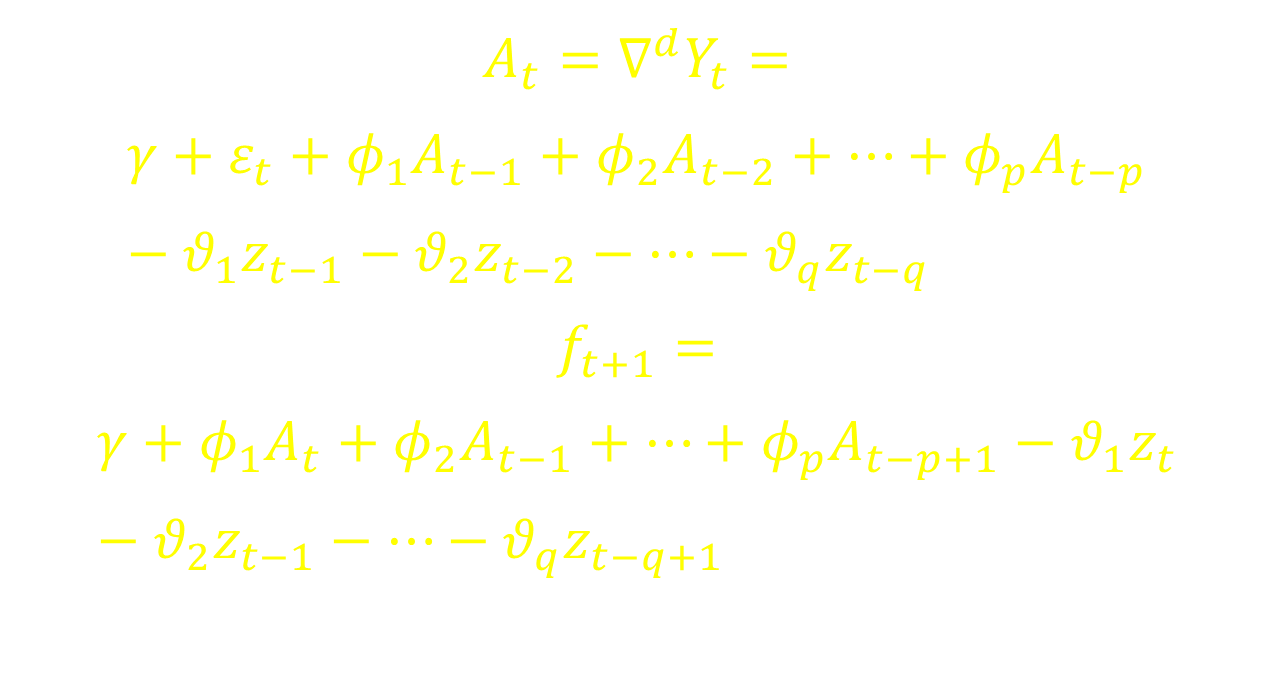 A_t = ∇^d Y_t =
γ + ε_t + ϕ_1 A_{t−1} + ϕ_2 A_{t−2} + ⋯ + ϕ_p A_{t−p}
− ϑ_1 z_{t−1} − ϑ_2 z_{t−2} − ⋯ − ϑ_q z_{t−q}
f_{t+1} =
γ + ϕ_1 A_t + ϕ_2 A_{t−1} + ⋯ + ϕ_p A_{t−p+1} − ϑ_1 z_t
− ϑ_2 z_{t−1} − ⋯ − ϑ_q z_{t−q+1}